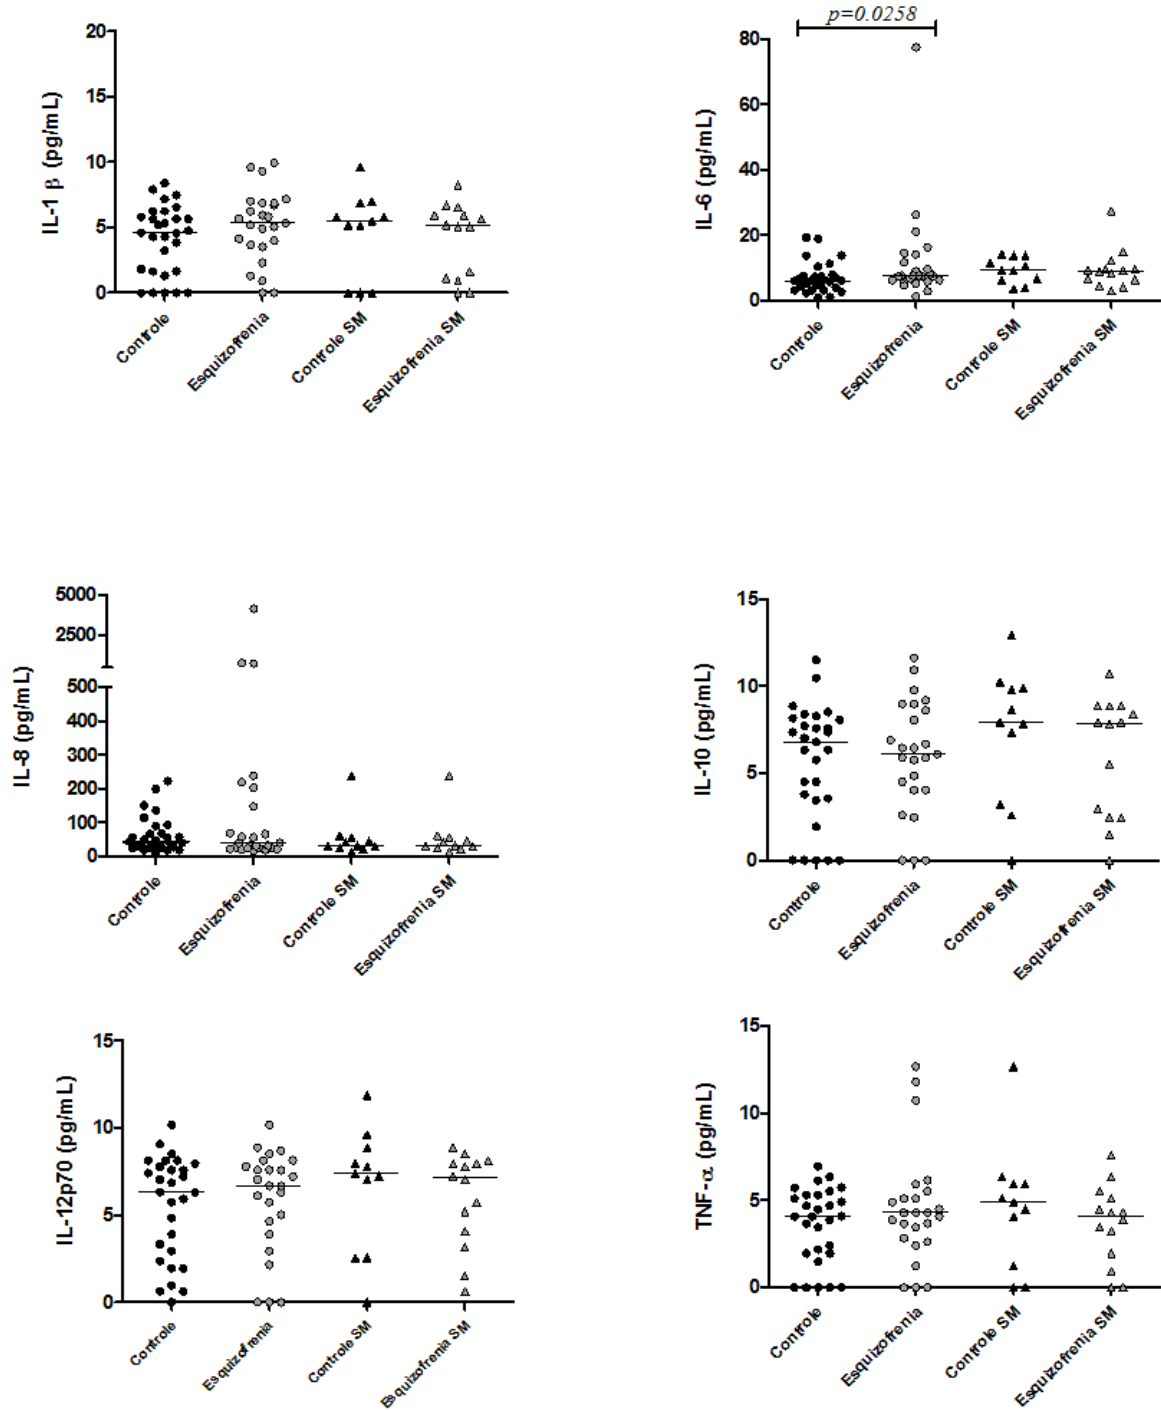 20
15
10
5
0
IL-1 β (pg/mL)
Controle
Esquizofrenia
Controle SM
Esquizofrenia SM
p=0.0258
80
60
40
20
0
IL-6 (pg/mL)
Controle
Esquizofrenia
Controle SM
Esquizofrenia SM
5000
2500
500
400
300
200
100
0
IL-8 (pg/mL)
Controle
Esquizofrenia
Controle SM
Esquizofrenia SM
15
10
5
0
IL-10 (pg/mL)
Controle
Esquizofrenia
Controle SM
Esquizofrenia SM
15
10
5
0
IL-12p70 (pg/mL)
Controle
Esquizofrenia
Controle SM
Esquizofrenia SM
15
10
5
0
TNF-α (pg/mL)
Controle
Esquizofrenia
Controle SM
Esquizofrenia SM